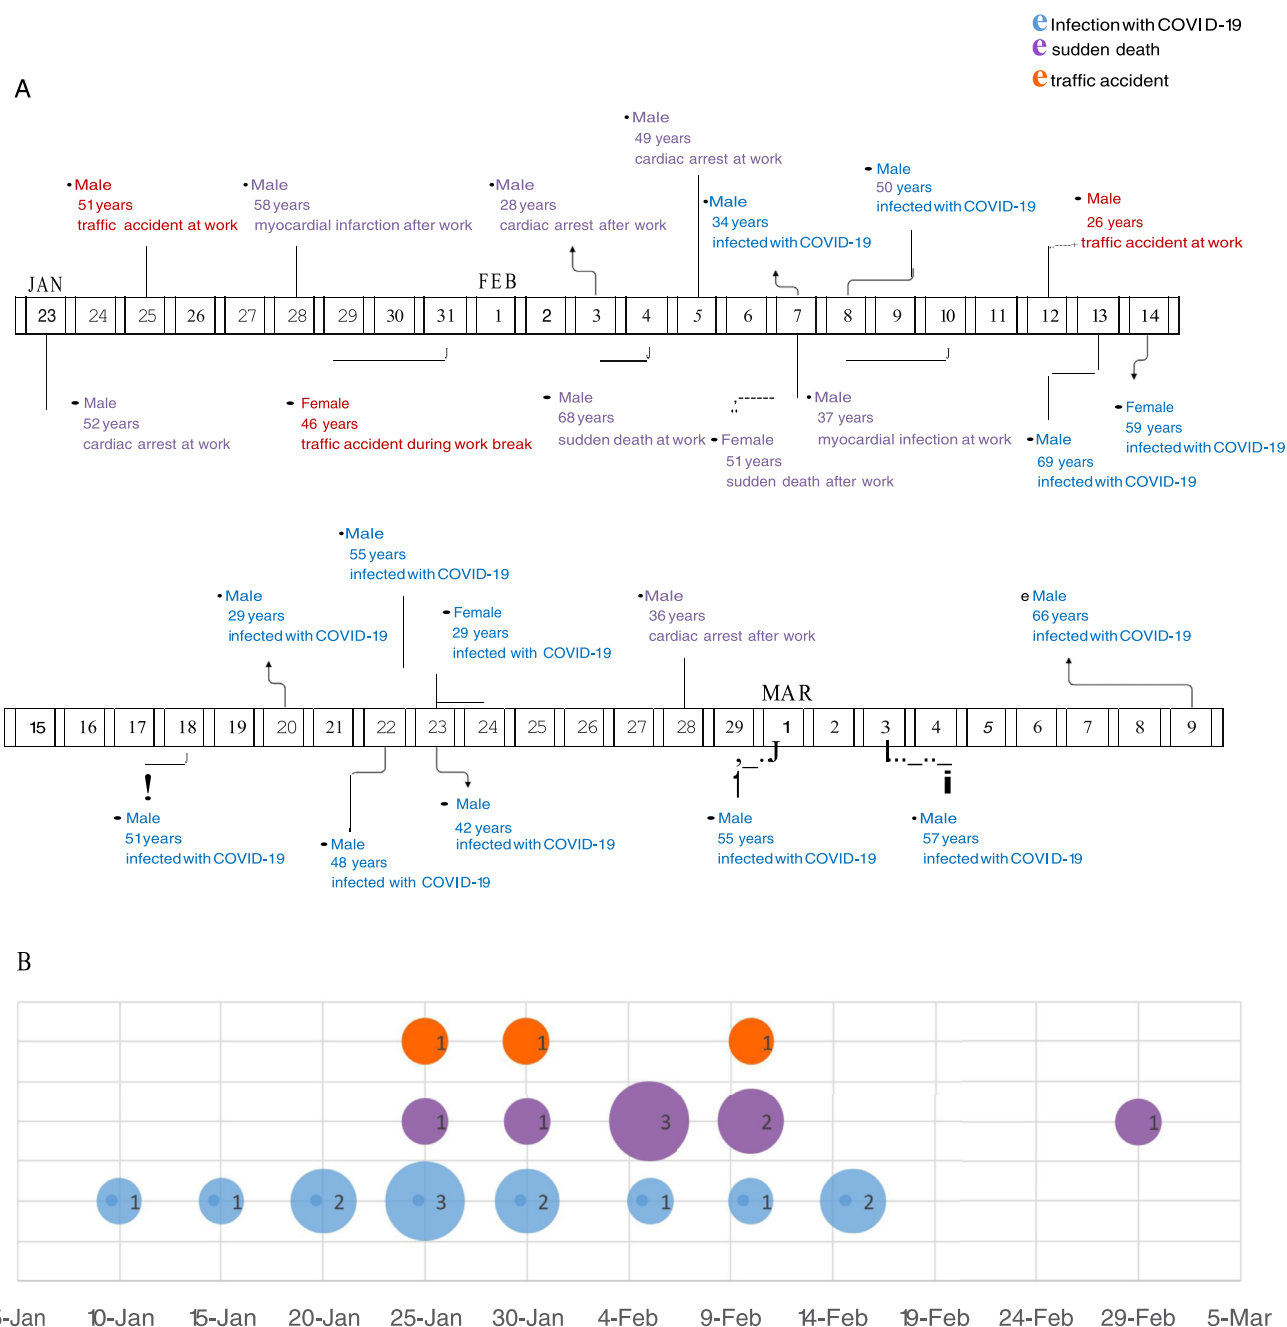 e Infection with COVID-19
e sudden death
e traffic accident
A
•Male
49 years
cardiac arrest at work
•Male
51years
traffic accident at work
•Male
58 years
myocardial infarction after work
•Male
28 years
cardiac arrest after work
•Male
34 years
infected with COVID-19
•Male
50 years
infected with COVID-19
•Male
26 years
traffic accident at work
JAN
FEB
23 24 25 26 27 28 29 30 31 1 2 3 4 5 6 7 8 9 10 11 12 13 14
•Male
52 years
cardiac arrest at work
•Female
46 years
traffic accident during work break
•Male
68 years
sudden death at work
•Female
51 years
sudden death after work
•Male
37 years
myocardial infection at work
•Male
69 years
infected with COVID-19
•Female
59 years
infected with COVID-19
•Male
55 years
infected with COVID-19
•Male
29 years
infected with COVID-19
•Female
29 years
infected with COVID-19
•Male
36 years
cardiac arrest after work
e Male
66 years
infected with COVID-19
MAR
15 16 17 18 19 20 21 22 23 24 25 26 27 28 29 1 2 3 4 5 6 7 8 9
•Male
51years
infected with COVID-19
•Male
48 years
infected with COVID-19
•Male
42 years
infected with COVID-19
•Male
55 years
infected with COVID-19
•Male
57 years
infected with COVID-19
B
1 1 1
1 1 3 2 1
1 1 2 3 2 1 1 2
5-Jan 10-Jan 15-Jan 20-Jan 25-Jan 30-Jan 4-Feb 9-Feb 14-Feb 19-Feb 24-Feb 29-Feb 5-Mar